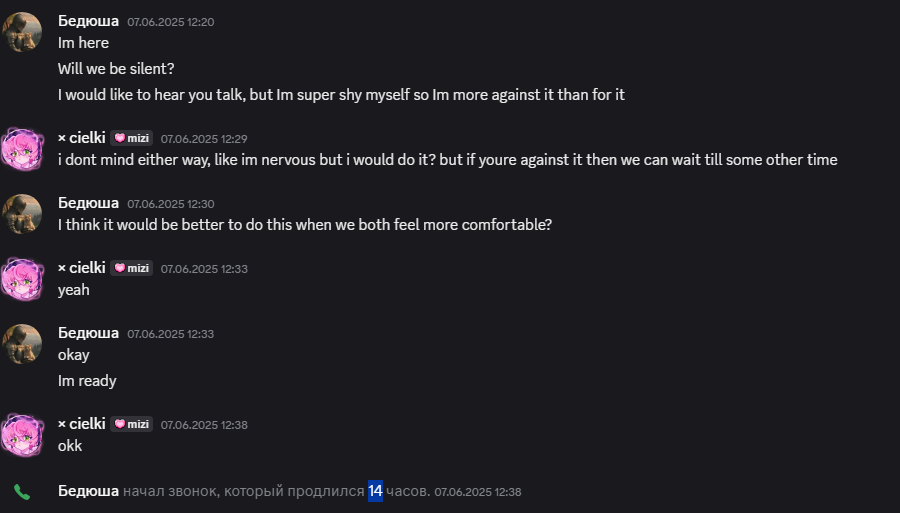 Бедюша 07.06.2025 12:20
Im here
Will we be silent?
I would like to hear you talk, but Im super shy myself so Im more against it than for it
× cielki mizi 07.06.2025 12:29
i dont mind either way, like im nervous but i would do it? but if youre against it then we can wait till some other time
Бедюша 07.06.2025 12:30
I think it would be better to do this when we both feel more comfortable?
× cielki mizi 07.06.2025 12:33
yeah
Бедюша 07.06.2025 12:33
okay
Im ready
× cielki mizi 07.06.2025 12:38
okk
Бедюша начал звонок, который продлился 14 часов. 07.06.2025 12:38